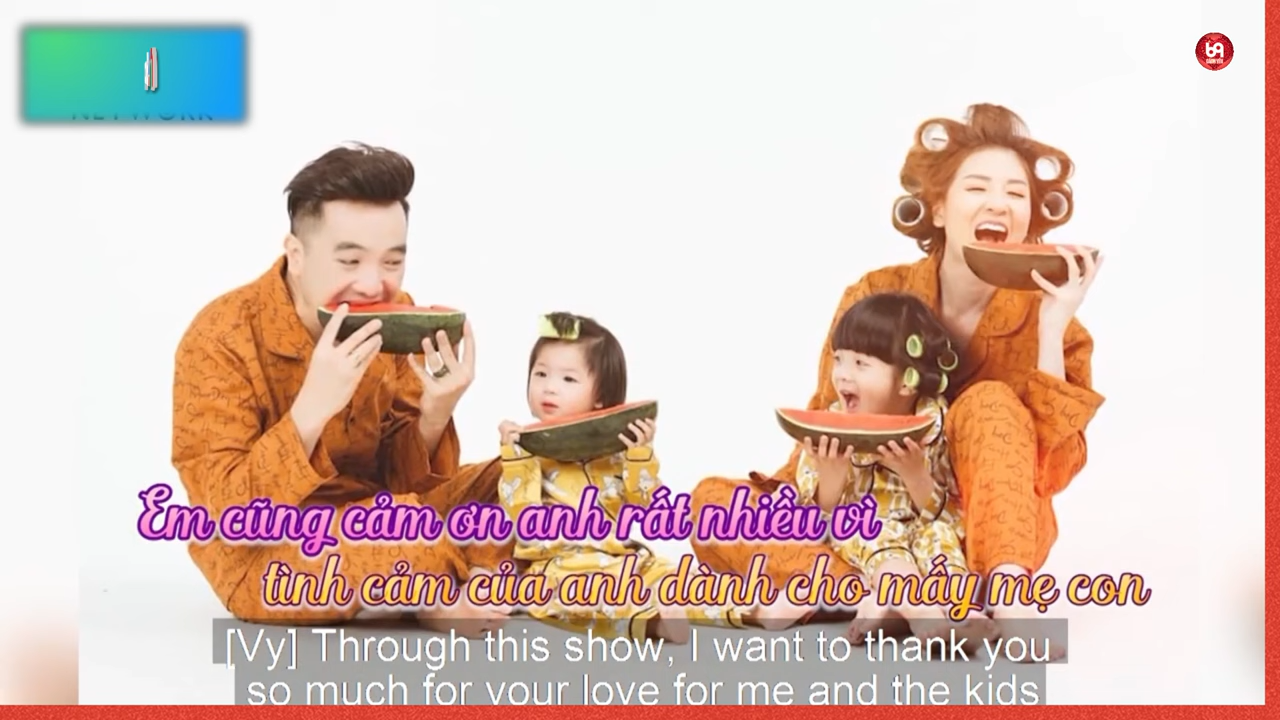 Em cũng cảm ơn anh rất nhiều vì
tình cảm của anh dành cho mấy mẹ con
[Vy] Through this show, I want to thank you
so much for your love for me and the kids